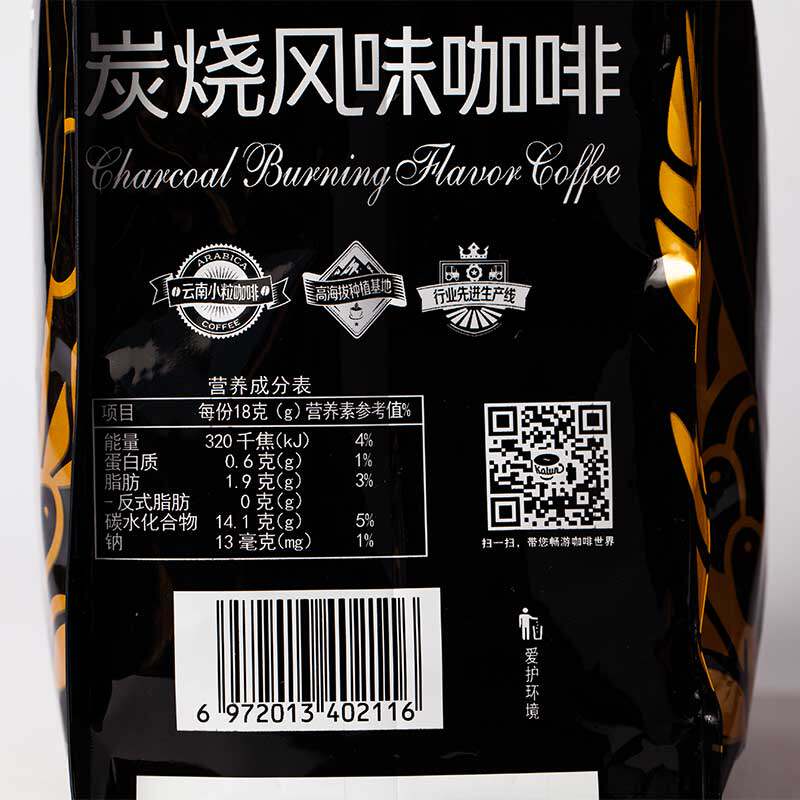 炭烧风味咖啡
Charcoal Burning Flavor Coffee
ARABICA
云南小粒咖啡
COFFEE
高海拔种植基地
行业先进生产线
营养成分表
项目 每份18克(g) 营养素参考值%
能量 320 千焦(kJ) 4%
蛋白质 0.6 克(g) 1%
脂肪 1.9 克(g) 3%
-反式脂肪 0 克(g)
碳水化合物 14.1 克(g) 5%
钠 13 毫克(mg) 1%
扫一扫，带您畅游咖啡世界
爱护环境
6 972013 402116